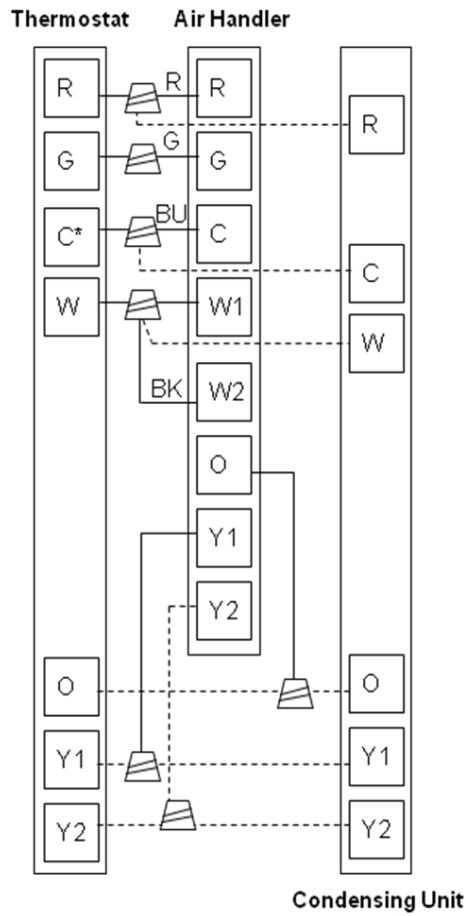 Thermostat Air Handler
R R R
R
G G G
C* BU C
C
W W1
W
BK W2
O
Y1
Y2
O O
Y1 Y1
Y2 Y2
Condensing Unit